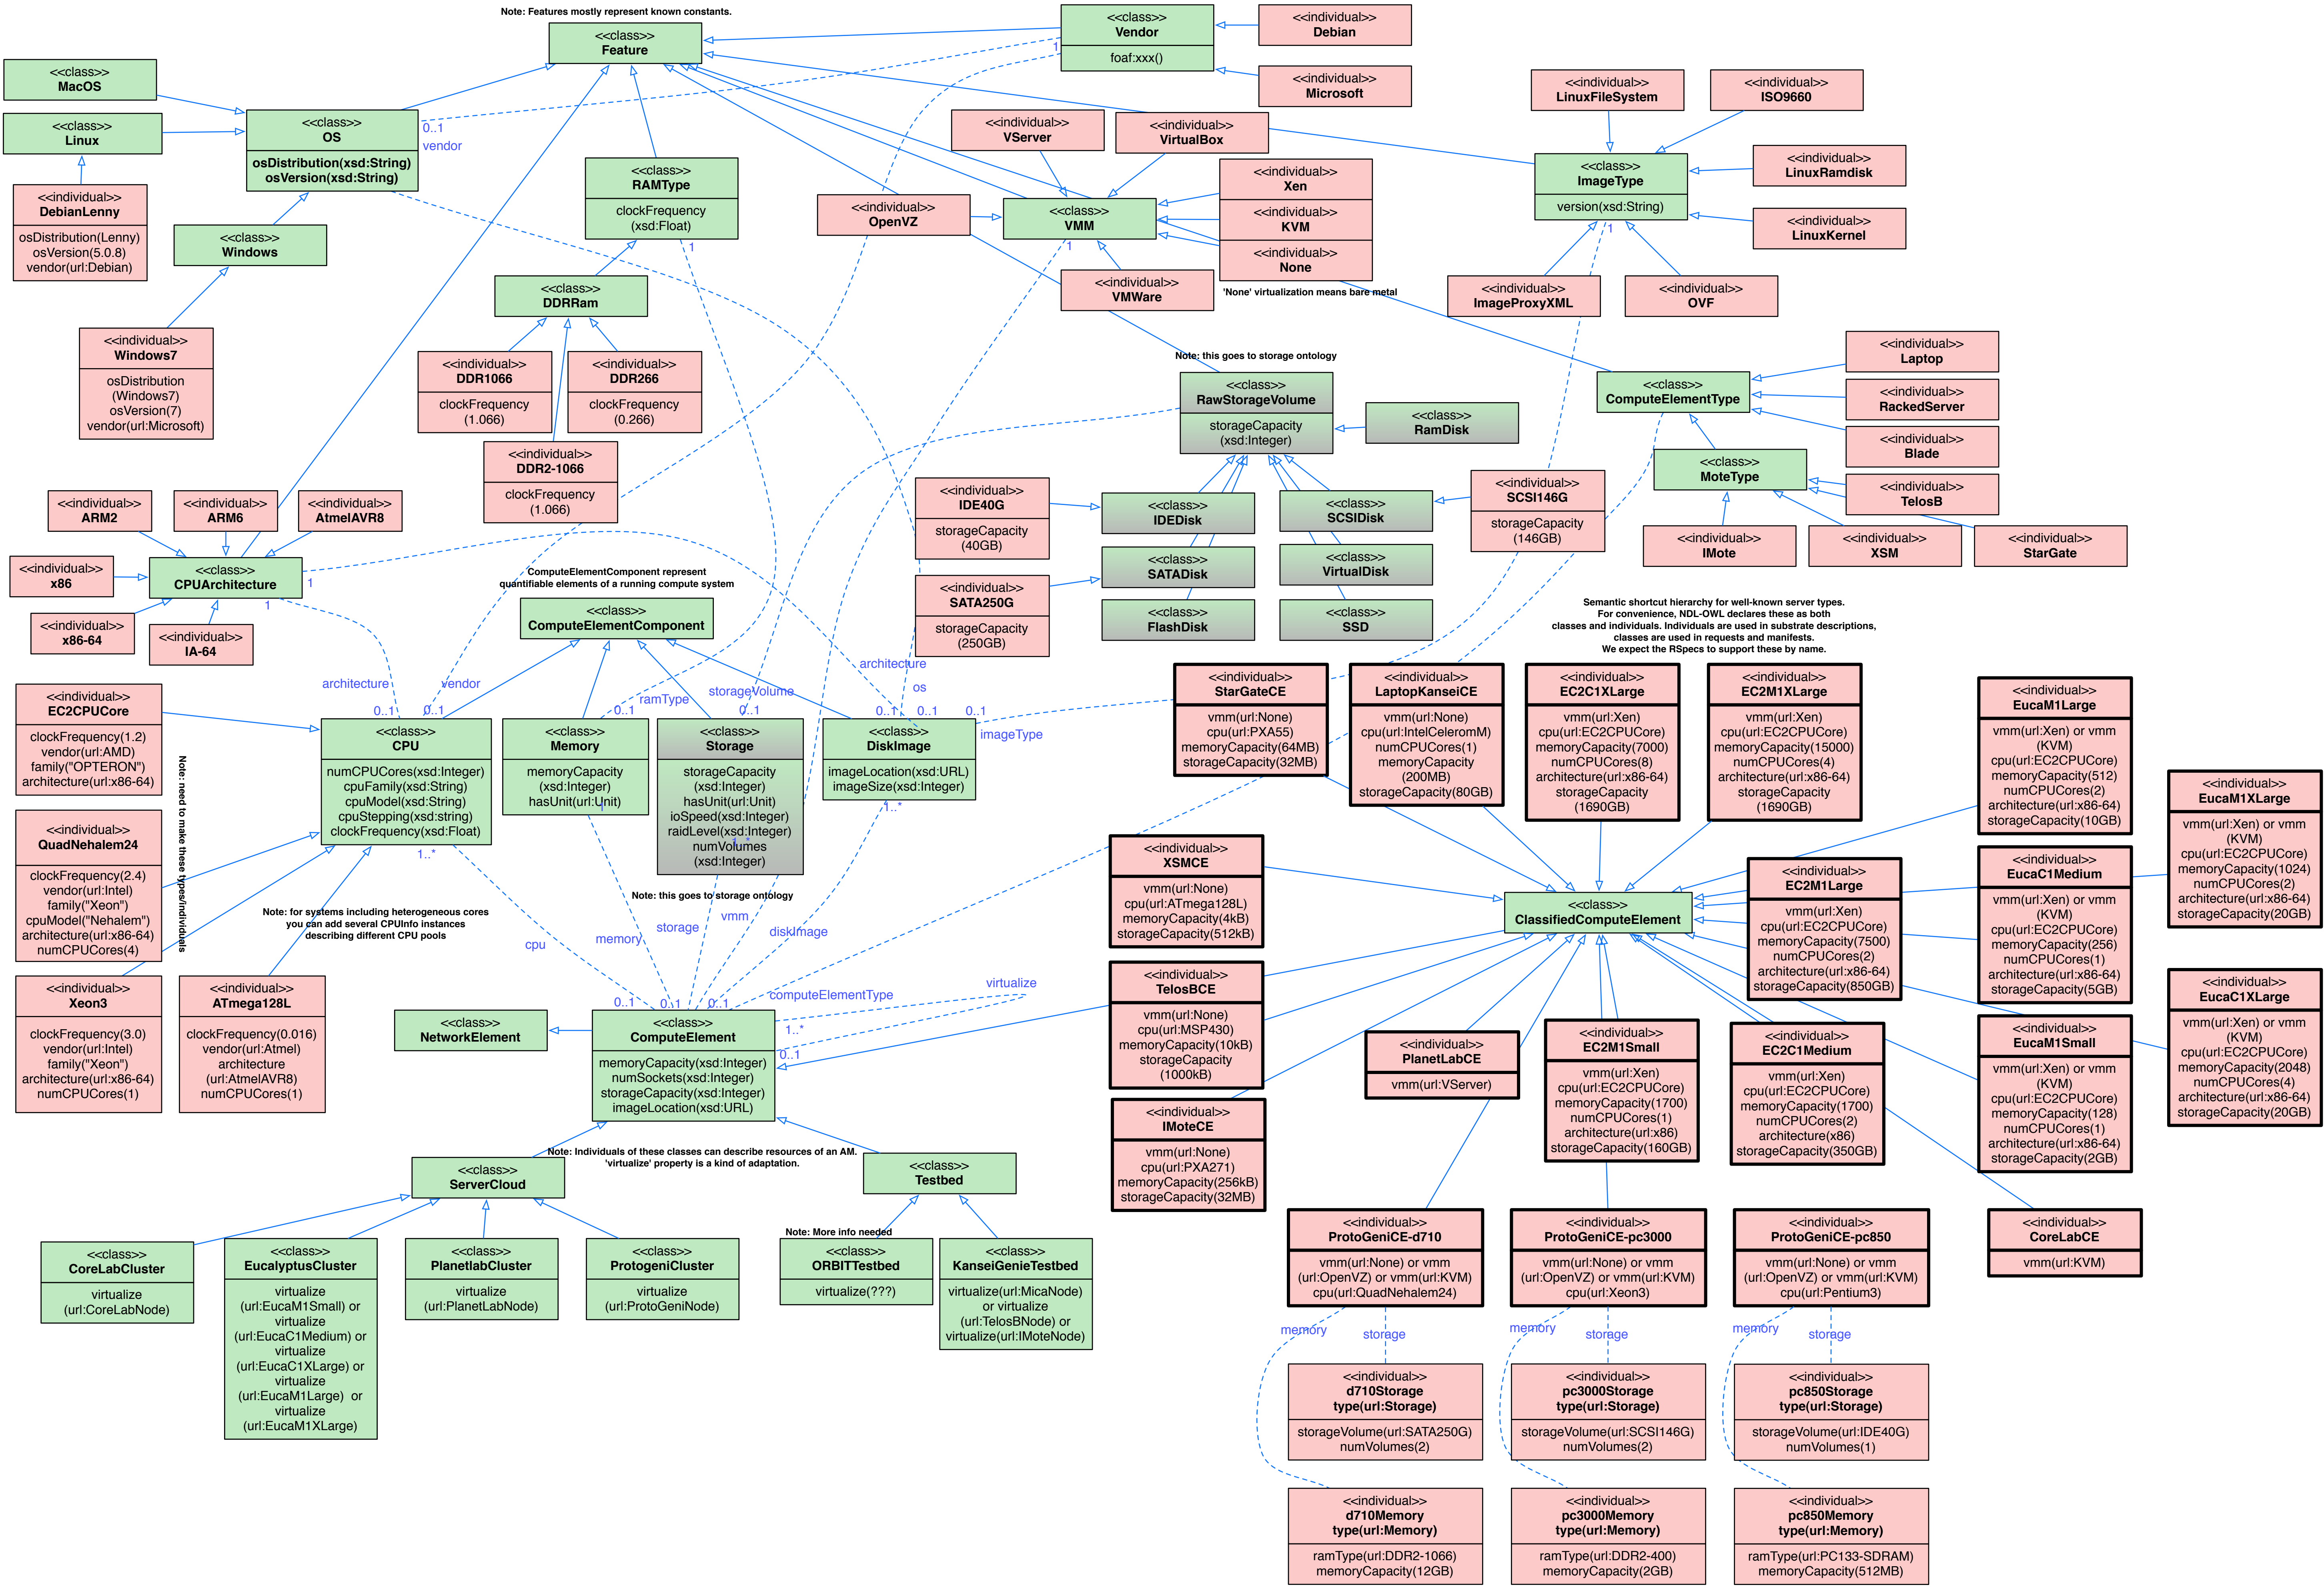 Note: Features mostly represent known constants.
<<class>>
Feature
<<class>>
Vendor
foaf:xxx()
1
<<individual>>
Debian
<<individual>>
Microsoft
<<class>>
MacOS
<<class>>
Linux
<<class>>
OS
osDistribution(xsd:String)
osVersion(xsd:String)
0..1
vendor
<<individual>>
DebianLenny
osDistribution(Lenny)
osVersion(5.0.8)
vendor(url:Debian)
<<class>>
Windows
<<individual>>
Windows7
osDistribution
(Windows7)
osVersion(7)
vendor(url:Microsoft)
<<class>>
RAMType
clockFrequency
(xsd:Float)
1
<<class>>
DDRRam
<<individual>>
DDR1066
clockFrequency
(1.066)
<<individual>>
DDR266
clockFrequency
(0.266)
<<individual>>
DDR2-1066
clockFrequency
(1.066)
<<individual>>
VServer
<<individual>>
VirtualBox
<<individual>>
OpenVZ
<<class>>
VMM
1
<<individual>>
Xen
<<individual>>
KVM
<<individual>>
None
<<individual>>
VMWare
'None' virtualization means bare metal
<<individual>>
LinuxFileSystem
<<individual>>
ISO9660
<<class>>
ImageType
version(xsd:String)
1
<<individual>>
LinuxRamdisk
<<individual>>
LinuxKernel
<<individual>>
ImageProxyXML
<<individual>>
OVF
Note: this goes to storage ontology
<<class>>
RawStorageVolume
storageCapacity
(xsd:Integer)
<<class>>
RamDisk
<<class>>
ComputeElementType
<<individual>>
Laptop
<<individual>>
RackedServer
<<individual>>
Blade
<<class>>
MoteType
<<individual>>
TelosB
<<individual>>
IMote
<<individual>>
XSM
<<individual>>
StarGate
<<individual>>
IDE40G
storageCapacity
(40GB)
<<class>>
IDEDisk
<<class>>
SCSIDisk
<<individual>>
SCSI146G
storageCapacity
(146GB)
<<individual>>
SATA250G
storageCapacity
(250GB)
<<class>>
SATADisk
<<class>>
VirtualDisk
<<class>>
FlashDisk
<<class>>
SSD
<<individual>>
ARM2
<<individual>>
ARM6
<<individual>>
AtmelAVR8
<<individual>>
x86
<<class>>
CPUArchitecture
1
1
<<individual>>
x86-64
<<individual>>
IA-64
ComputeElementComponent represent
quantifiable elements of a running compute system
<<class>>
ComputeElementComponent
architecture
vendor
ramType
storageVolume
architecture
os
imageType
0..1
0..1
0..1
0..1
0..1
0..1
0..1
<<individual>>
EC2CPUCore
clockFrequency(1.2)
vendor(url:AMD)
family("OPTERON")
architecture(url:x86-64)
<<individual>>
QuadNehalem24
clockFrequency(2.4)
vendor(url:Intel)
family("Xeon")
cpuModel("Nehalem")
architecture(url:x86-64)
numCPUCores(4)
<<individual>>
Xeon3
clockFrequency(3.0)
vendor(url:Intel)
family("Xeon")
architecture(url:x86-64)
numCPUCores(1)
<<individual>>
ATmega128L
clockFrequency(0.016)
vendor(url:Atmel)
architecture
(url:AtmelAVR8)
numCPUCores(1)
Note: need to make these types/individuals
Note: for systems including heterogeneous cores
you can add several CPUInfo instances
describing different CPU pools
<<class>>
CPU
numCPUCores(xsd:Integer)
cpuFamily(xsd:String)
cpuModel(xsd:String)
cpuStepping(xsd:string)
clockFrequency(xsd:Float)
1..*
<<class>>
Memory
memoryCapacity
(xsd:Integer)
hasUnit(url:Unit)
1
<<class>>
Storage
storageCapacity
(xsd:Integer)
hasUnit(url:Unit)
ioSpeed(xsd:Integer)
raidLevel(xsd:Integer)
numVolumes
(xsd:Integer)
1..*
<<class>>
DiskImage
imageLocation(xsd:URL)
imageSize(xsd:Integer)
1..*
Note: this goes to storage ontology
cpu
memory
storage
vmm
diskImage
computeElementType
virtualize
0..1
0..1
0..1
1..*
0..1
<<class>>
NetworkElement
<<class>>
ComputeElement
memoryCapacity(xsd:Integer)
numSockets(xsd:Integer)
storageCapacity(xsd:Integer)
imageLocation(xsd:URL)
Note: Individuals of these classes can describe resources of an AM.
'virtualize' property is a kind of adaptation.
<<class>>
ServerCloud
<<class>>
Testbed
Note: More info needed
<<class>>
CoreLabCluster
virtualize
(url:CoreLabNode)
<<class>>
EucalyptusCluster
virtualize
(url:EucaM1Small) or
virtualize
(url:EucaC1Medium) or
virtualize
(url:EucaC1XLarge) or
virtualize
(url:EucaM1Large) or
virtualize
(url:EucaM1XLarge)
<<class>>
PlanetlabCluster
virtualize
(url:PlanetLabNode)
<<class>>
ProtogeniCluster
virtualize
(url:ProtoGeniNode)
<<class>>
ORBITTestbed
virtualize(???)
<<class>>
KanseiGenieTestbed
virtualize(url:MicaNode)
or virtualize
(url:TelosBNode) or
virtualize(url:IMoteNode)
Semantic shortcut hierarchy for well-known server types.
For convenience, NDL-OWL declares these as both
classes and individuals. Individuals are used in substrate descriptions,
classes are used in requests and manifests.
We expect the RSpecs to support these by name.
<<individual>>
StarGateCE
vmm(url:None)
cpu(url:PXA55)
memoryCapacity(64MB)
storageCapacity(32MB)
<<individual>>
LaptopKanseiCE
vmm(url:None)
cpu(url:IntelCeleromM)
numCPUCores(1)
memoryCapacity
(200MB)
storageCapacity(80GB)
<<individual>>
EC2C1XLarge
vmm(url:Xen)
cpu(url:EC2CPUCore)
memoryCapacity(7000)
numCPUCores(8)
architecture(url:x86-64)
storageCapacity
(1690GB)
<<individual>>
EC2M1XLarge
vmm(url:Xen)
cpu(url:EC2CPUCore)
memoryCapacity(15000)
numCPUCores(4)
architecture(url:x86-64)
storageCapacity
(1690GB)
<<individual>>
EucaM1Large
vmm(url:Xen) or vmm
(KVM)
cpu(url:EC2CPUCore)
memoryCapacity(512)
numCPUCores(2)
architecture(url:x86-64)
storageCapacity(10GB)
<<individual>>
EucaM1XLarge
vmm(url:Xen) or vmm
(KVM)
cpu(url:EC2CPUCore)
memoryCapacity(1024)
numCPUCores(2)
architecture(url:x86-64)
storageCapacity(20GB)
<<individual>>
XSMCE
vmm(url:None)
cpu(url:ATmega128L)
memoryCapacity(4kB)
storageCapacity(512kB)
<<class>>
ClassifiedComputeElement
<<individual>>
EC2M1Large
vmm(url:Xen)
cpu(url:EC2CPUCore)
memoryCapacity(7500)
numCPUCores(2)
architecture(url:x86-64)
storageCapacity(850GB)
<<individual>>
EucaC1Medium
vmm(url:Xen) or vmm
(KVM)
cpu(url:EC2CPUCore)
memoryCapacity(256)
numCPUCores(1)
architecture(url:x86-64)
storageCapacity(5GB)
<<individual>>
EucaC1XLarge
vmm(url:Xen) or vmm
(KVM)
cpu(url:EC2CPUCore)
memoryCapacity(2048)
numCPUCores(4)
architecture(url:x86-64)
storageCapacity(20GB)
<<individual>>
TelosBCE
vmm(url:None)
cpu(url:MSP430)
memoryCapacity(10kB)
storageCapacity
(1000kB)
<<individual>>
PlanetLabCE
vmm(url:VServer)
<<individual>>
EC2M1Small
vmm(url:Xen)
cpu(url:EC2CPUCore)
memoryCapacity(1700)
numCPUCores(1)
architecture(url:x86)
storageCapacity(160GB)
<<individual>>
EC2C1Medium
vmm(url:Xen)
cpu(url:EC2CPUCore)
memoryCapacity(1700)
numCPUCores(2)
architecture(x86)
storageCapacity(350GB)
<<individual>>
EucaM1Small
vmm(url:Xen) or vmm
(KVM)
cpu(url:EC2CPUCore)
memoryCapacity(128)
numCPUCores(1)
architecture(url:x86-64)
storageCapacity(2GB)
<<individual>>
IMoteCE
vmm(url:None)
cpu(url:PXA271)
memoryCapacity(256kB)
storageCapacity(32MB)
<<individual>>
ProtoGeniCE-d710
vmm(url:None) or vmm
(url:OpenVZ) or vmm(url:KVM)
cpu(url:QuadNehalem24)
<<individual>>
ProtoGeniCE-pc3000
vmm(url:None) or vmm
(url:OpenVZ) or vmm(url:KVM)
cpu(url:Xeon3)
<<individual>>
ProtoGeniCE-pc850
vmm(url:None) or vmm
(url:OpenVZ) or vmm(url:KVM)
cpu(url:Pentium3)
<<individual>>
CoreLabCE
vmm(url:KVM)
memory
storage
memory
storage
memory
storage
<<individual>>
d710Storage
type(url:Storage)
storageVolume(url:SATA250G)
numVolumes(2)
<<individual>>
pc3000Storage
type(url:Storage)
storageVolume(url:SCSI146G)
numVolumes(2)
<<individual>>
pc850Storage
type(url:Storage)
storageVolume(url:IDE40G)
numVolumes(1)
<<individual>>
d710Memory
type(url:Memory)
ramType(url:DDR2-1066)
memoryCapacity(12GB)
<<individual>>
pc3000Memory
type(url:Memory)
ramType(url:DDR2-400)
memoryCapacity(2GB)
<<individual>>
pc850Memory
type(url:Memory)
ramType(url:PC133-SDRAM)
memoryCapacity(512MB)